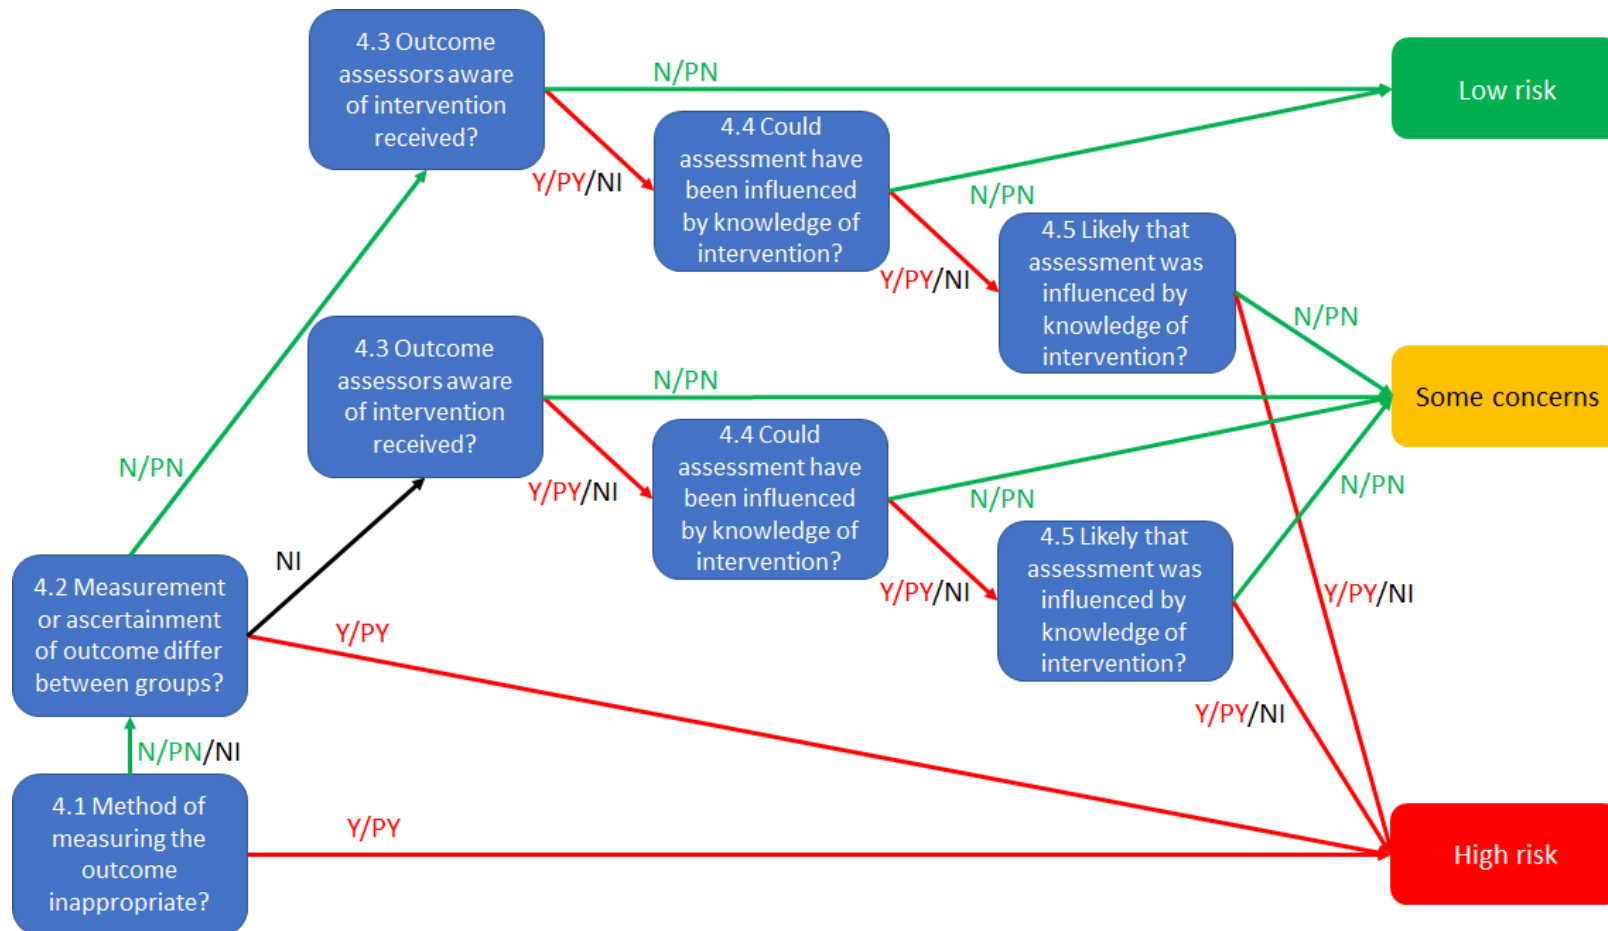 4.3 Outcome
assessors aware
of intervention
received?
N/PN
Low risk
Y/PY/NI
4.4 Could
assessment have
been influenced
by knowledge of
intervention?
N/PN
Y/PY/NI
4.5 Likely that
assessment was
influenced by
knowledge of
intervention?
N/PN
Y/PY/NI
Some concerns
4.3 Outcome
assessors aware
of intervention
received?
N/PN
Y/PY/NI
4.4 Could
assessment have
been influenced
by knowledge of
intervention?
N/PN
Y/PY/NI
4.5 Likely that
assessment was
influenced by
knowledge of
intervention?
N/PN
Y/PY/NI
N/PN
NI
4.2 Measurement
or ascertainment
of outcome differ
between groups?
Y/PY
N/PN/NI
4.1 Method of
measuring the
outcome
inappropriate?
Y/PY
High risk